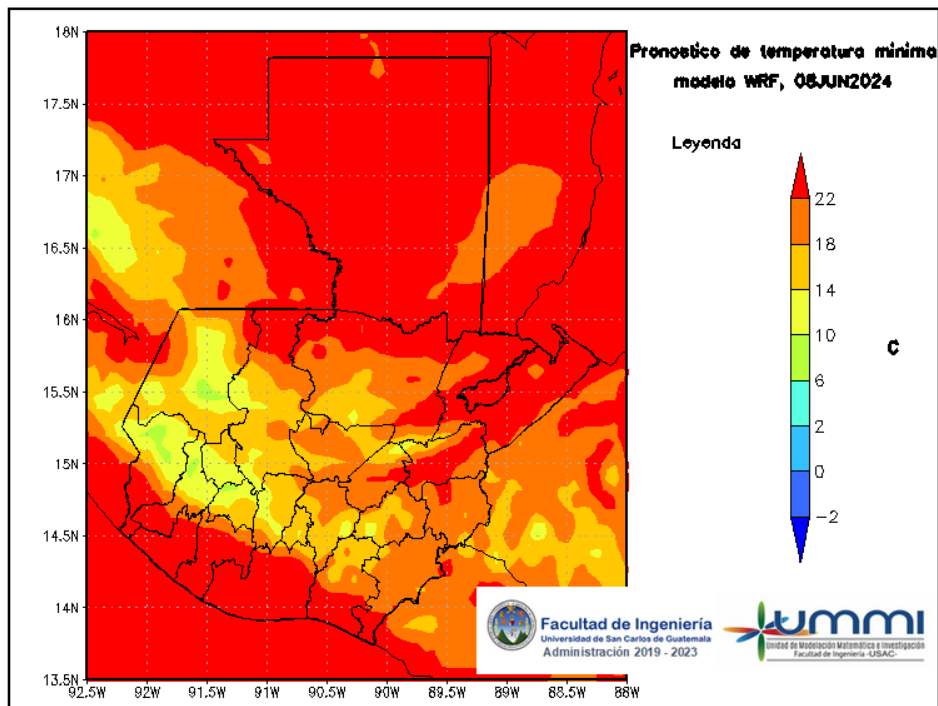 18N
17.5N
17N
16.5N
16N
15.5N
15N
14.5N
14N
13.5N
92.5W 92W 91.5W 91W 90.5W 90W 89.5W 89W 88.5W 88W
Pronostico de temperatura minima
modelo WRF, 08JUN2024
Leyenda
22
18
14
10
6
2
0
−2
C
Facultad de Ingeniería
Universidad de San Carlos de Guatemala
Administración 2019 - 2023
ummi
Unidad de Modelación Matemática e Investigación
Facultad de Ingeniería -USAC-